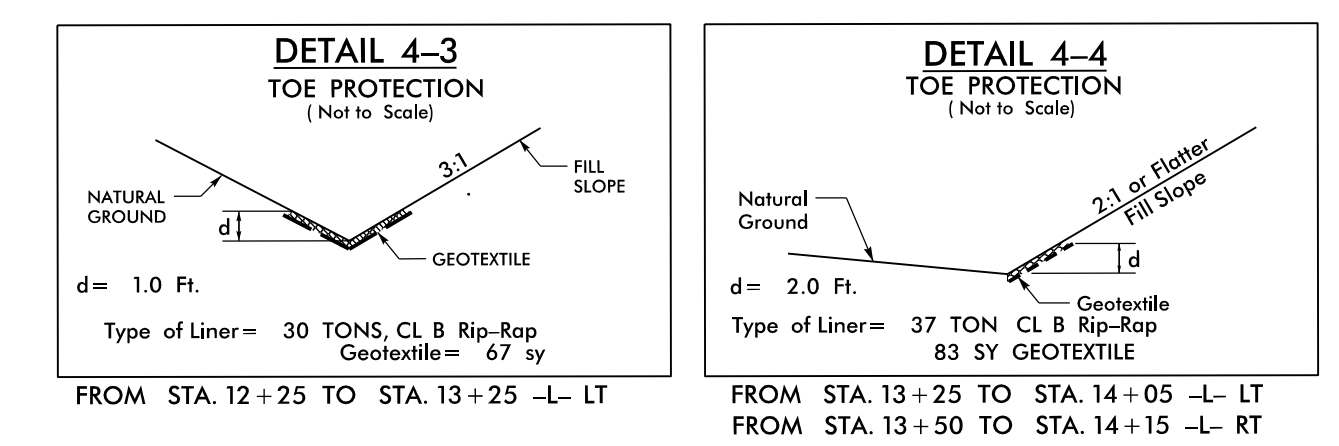 DETAIL 4–3
TOE PROTECTION
( Not to Scale)
3:1
FILL
SLOPE
NATURAL
GROUND
d
GEOTEXTILE
d= 1.0 Ft.
Type of Liner= 30 TONS, CL B Rip–Rap
Geotextile= 67 sy
FROM STA. 12+25 TO STA. 13+25 –L– LT
DETAIL 4–4
TOE PROTECTION
( Not to Scale)
2:1 or Flatter
Fill Slope
Natural
Ground
d
Geotextile
d= 2.0 Ft.
Type of Liner= 37 TON CL B Rip–Rap
83 SY GEOTEXTILE
FROM STA. 13+25 TO STA. 14+05 –L– LT
FROM STA. 13+50 TO STA. 14+15 –L– RT